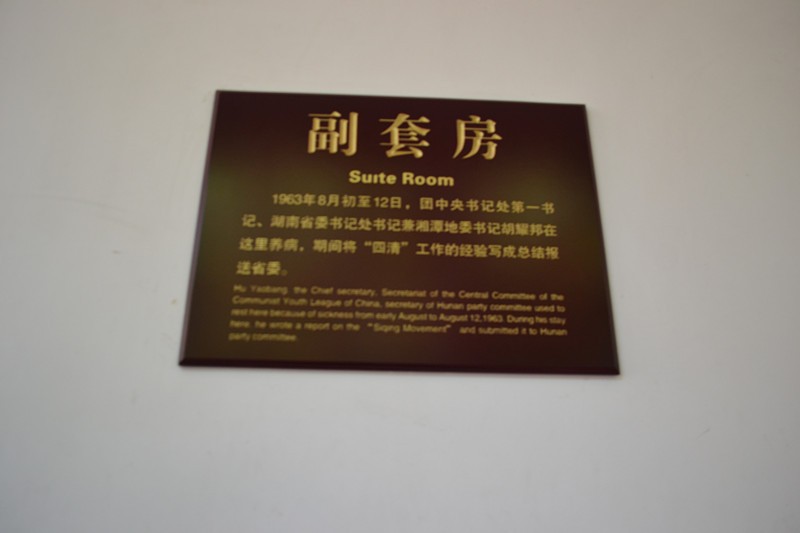 副套房
Suite Room
1963年8月初至12日，团中央书记处第一书
记、湖南省委书记处书记兼湘潭地委书记胡耀邦在
这里养病，期间将“四清”工作的经验写成总结报
送省委。
Hu Yaobang, the Chief secretary, Secretariat of the Central Committee of the
Communist Youth League of China, secretary of Hunan party committee used to
rest here because of sickness from early August to August 12,1963. During his stay
here, he wrote a report on the “Siqing Movement” and submitted it to Hunan
party committee.